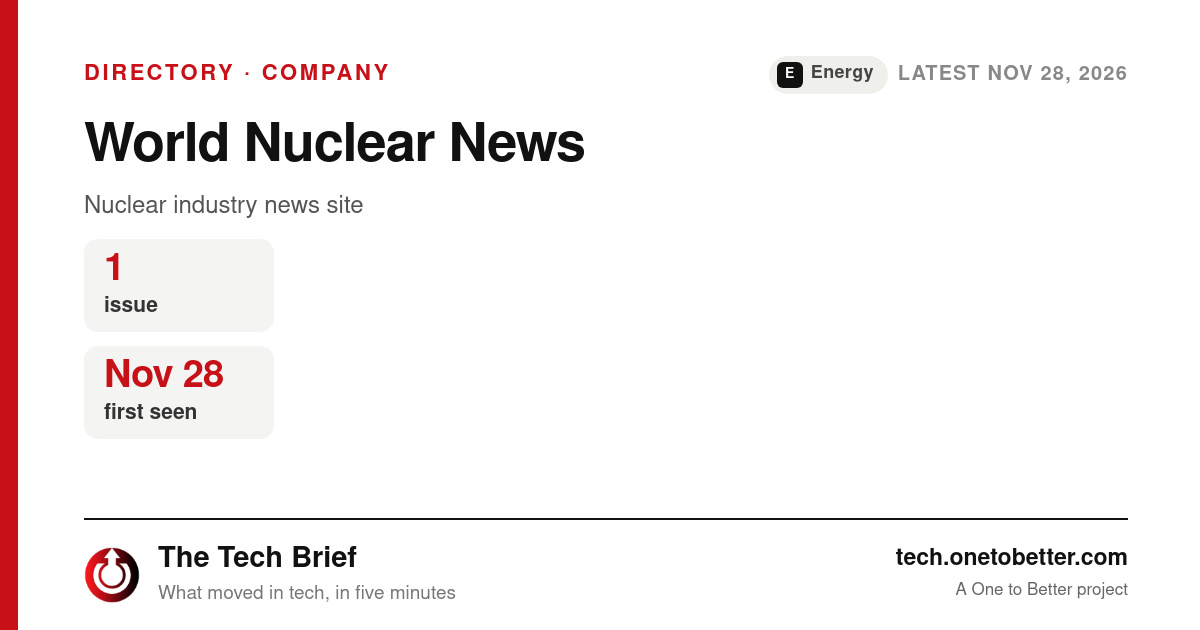 DIRECTORY · COMPANY
E Energy LATEST NOV 28, 2026
World Nuclear News
Nuclear industry news site
1
issue
Nov 28
first seen
The Tech Brief
What moved in tech, in five minutes
tech.onetobetter.com
A One to Better project